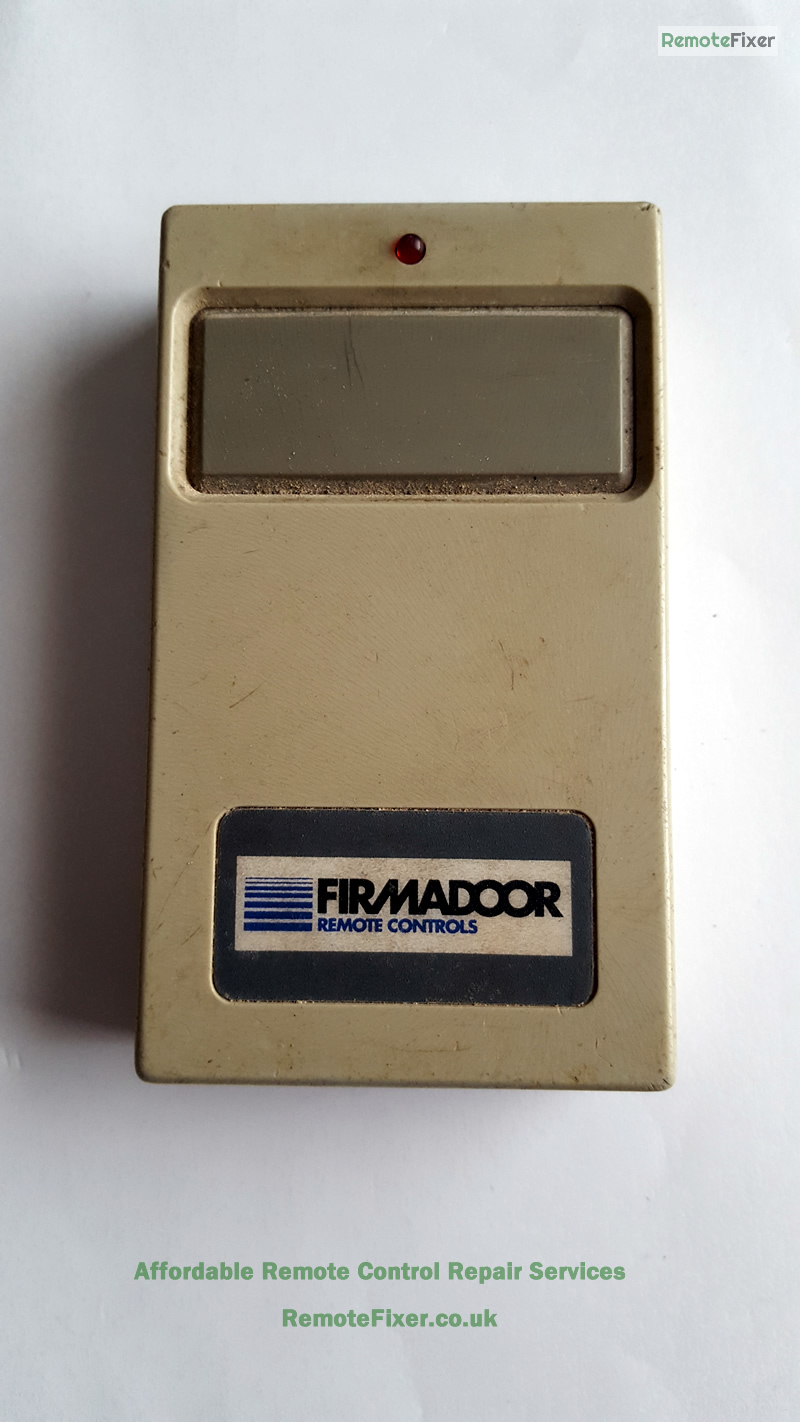 RemoteFixer
FIRMADOOR
REMOTE CONTROLS
Affordable Remote Control Repair Services
RemoteFixer.co.uk